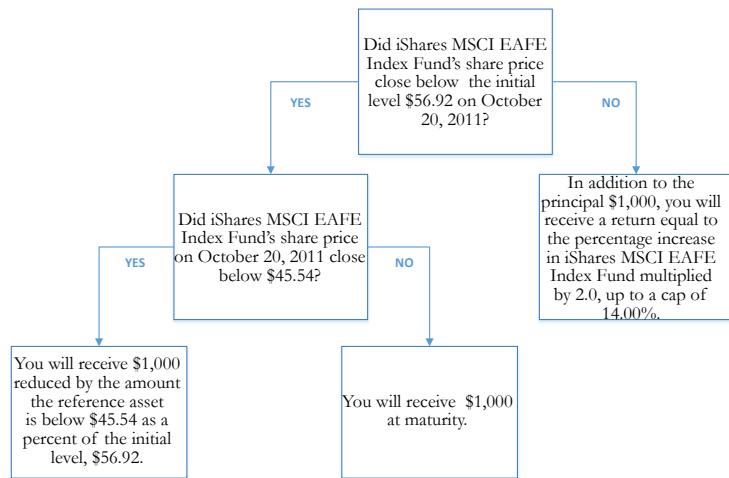 Did iShares MSCI EAFE
Index Fund's share price
close below the initial
level $56.92 on October
20, 2011?
YES
NO
Did iShares MSCI EAFE
Index Fund's share price
on October 20, 2011 close
below $45.54?
In addition to the
principal $1,000, you will
receive a return equal to
the percentage increase
in iShares MSCI EAFE
Index Fund multiplied
by 2.0, up to a cap of
14.00%.
YES
NO
You will receive $1,000
reduced by the amount
the reference asset
is below $45.54 as a
percent of the initial
level, $56.92.
You will receive $1,000
at maturity.